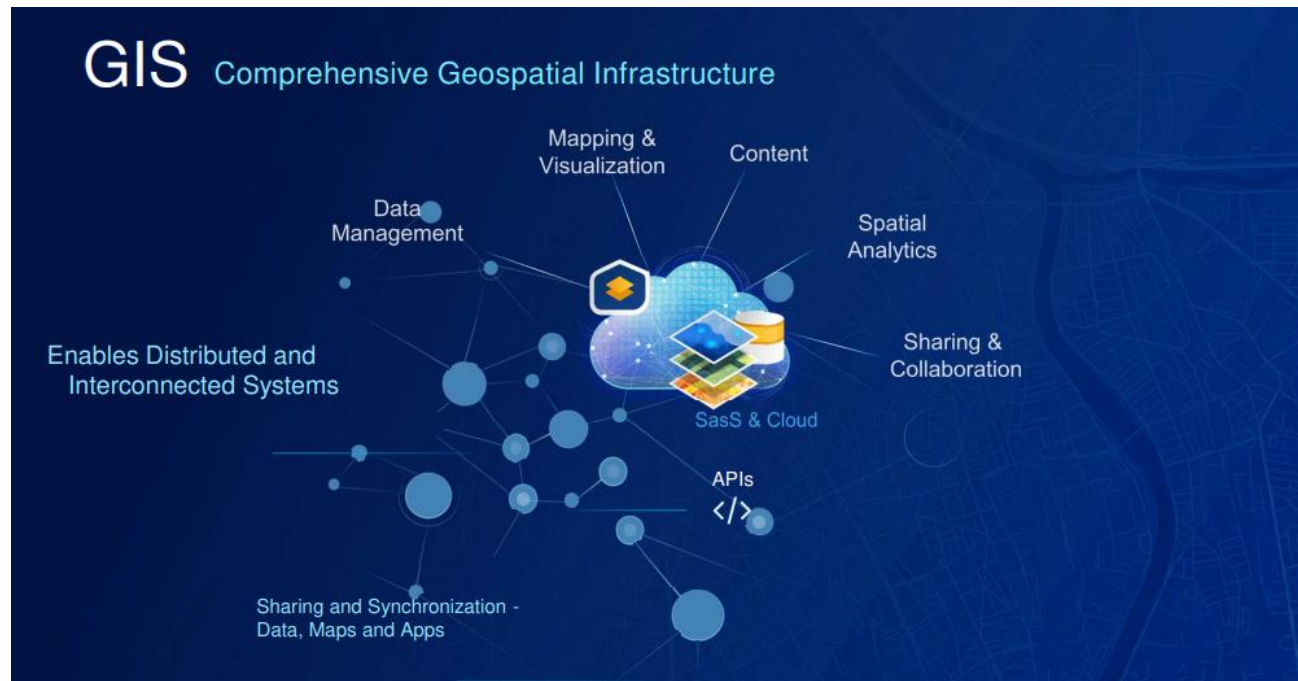 GIS Comprehensive Geospatial Infrastructure
Mapping &
Visualization
Content
Data
Management
Spatial
Analytics
Sharing &
Collaboration
Enables Distributed and
Interconnected Systems
SasS & Cloud
APIs
</>
Sharing and Synchronization -
Data, Maps and Apps